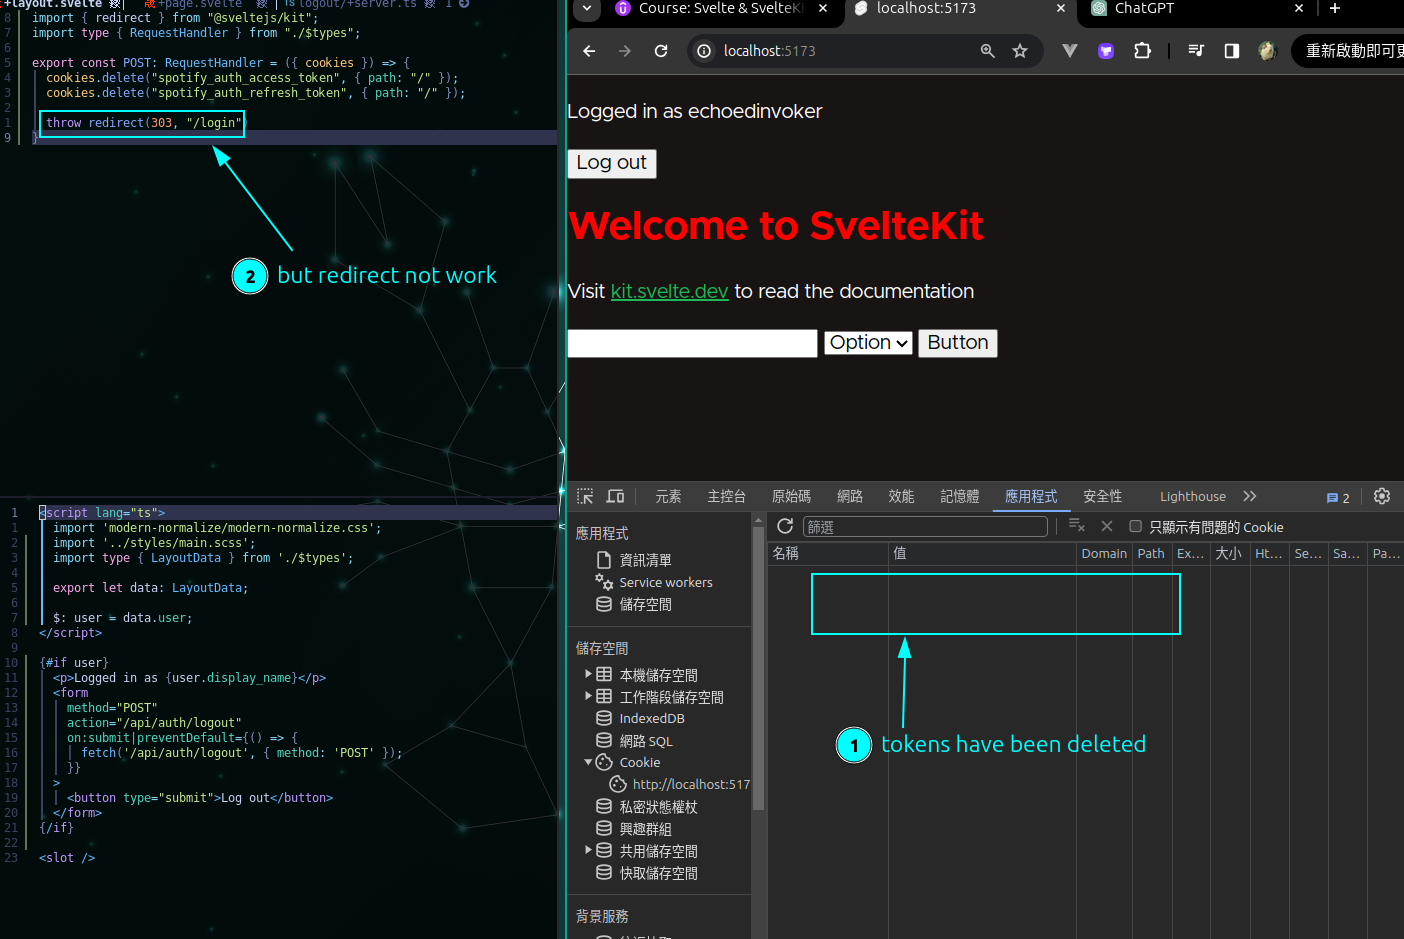 +layout.svelte
+page.svelte
TS logout/+server.ts 1
8 import { redirect } from "@sveltejs/kit";
7 import type { RequestHandler } from "./$types";
6
5 export const POST: RequestHandler = ({ cookies }) => {
4 cookies.delete("spotify_auth_access_token", { path: "/" });
3 cookies.delete("spotify_auth_refresh_token", { path: "/" });
2
1 throw redirect(303, "/login")
9 }
2 but redirect not work
1 <script lang="ts">
1 import 'modern-normalize/modern-normalize.css';
2 import '../styles/main.scss';
3 import type { LayoutData } from './$types';
4
5 export let data: LayoutData;
6
7 $: user = data.user;
8 </script>
9
10 {#if user}
11 <p>Logged in as {user.display_name}</p>
12 <form
13 method="POST"
14 action="/api/auth/logout"
15 on:submit|preventDefault={() => {
16 fetch('/api/auth/logout', { method: 'POST' });
17 }}
18 >
19 <button type="submit">Log out</button>
20 </form>
21 {/if}
22
23 <slot />
Course: Svelte & SvelteKi
localhost:5173
ChatGPT
localhost:5173
重新啟動即可更
Logged in as echoedinvoker
Log out
Welcome to SvelteKit
Visit kit.svelte.dev to read the documentation
Option Button
元素 主控台 原始碼 網路 效能 記憶體 應用程式 安全性 Lighthouse 2
應用程式
資訊清單
Service workers
儲存空間
儲存空間
本機儲存空間
工作階段儲存空間
IndexedDB
網路 SQL
Cookie
http://localhost:517
私密狀態權杖
興趣群組
共用儲存空間
快取儲存空間
背景服務
篩選 只顯示有問題的 Cookie
名稱 值 Domain Path Ex... 大小 Ht... Se... Sa... Pa...
1 tokens have been deleted